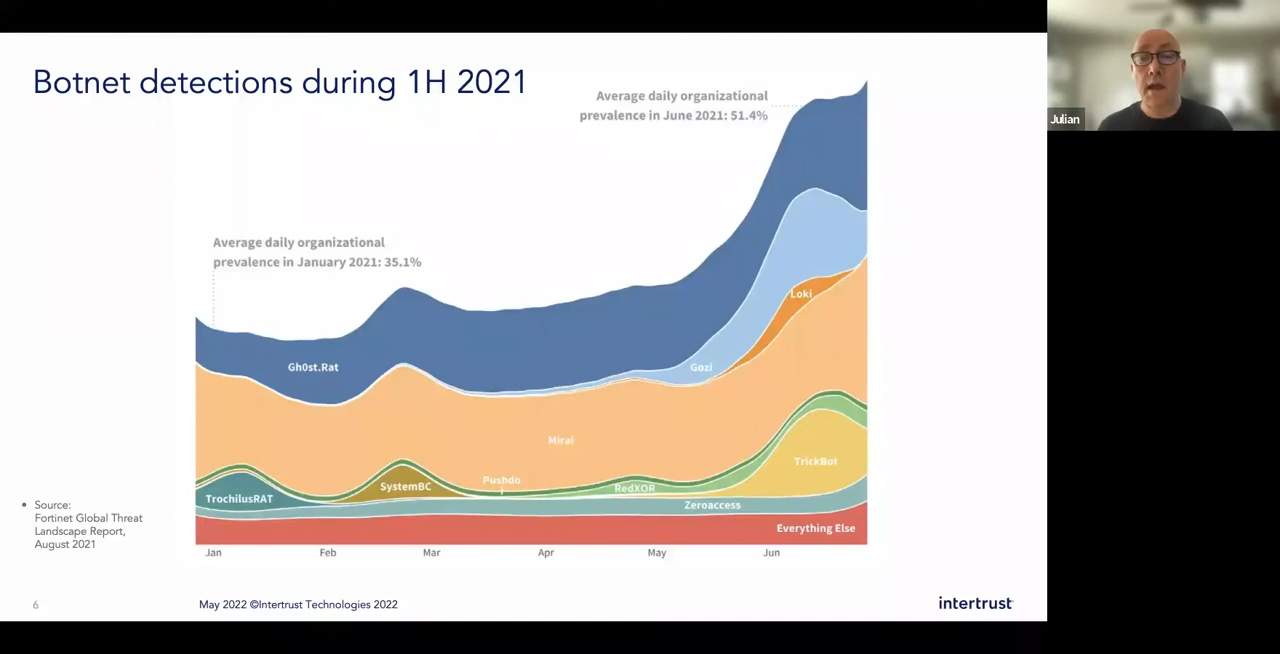 Botnet detections during 1H 2021
Average daily organizational
prevalence in June 2021: 51.4%
Julian
Average daily organizational
prevalence in January 2021: 35.1%
Loki
Gh0st.Rat
Gozi
Mirai
TrickBot
Pushdo
SystemBC
RedXOR
TrochilusRAT
Zeroaccess
Everything Else
Jan Feb Mar Apr May Jun
• Source:
Fortinet Global Threat
Landscape Report,
August 2021
6
May 2022 ©Intertrust Technologies 2022
intertrust